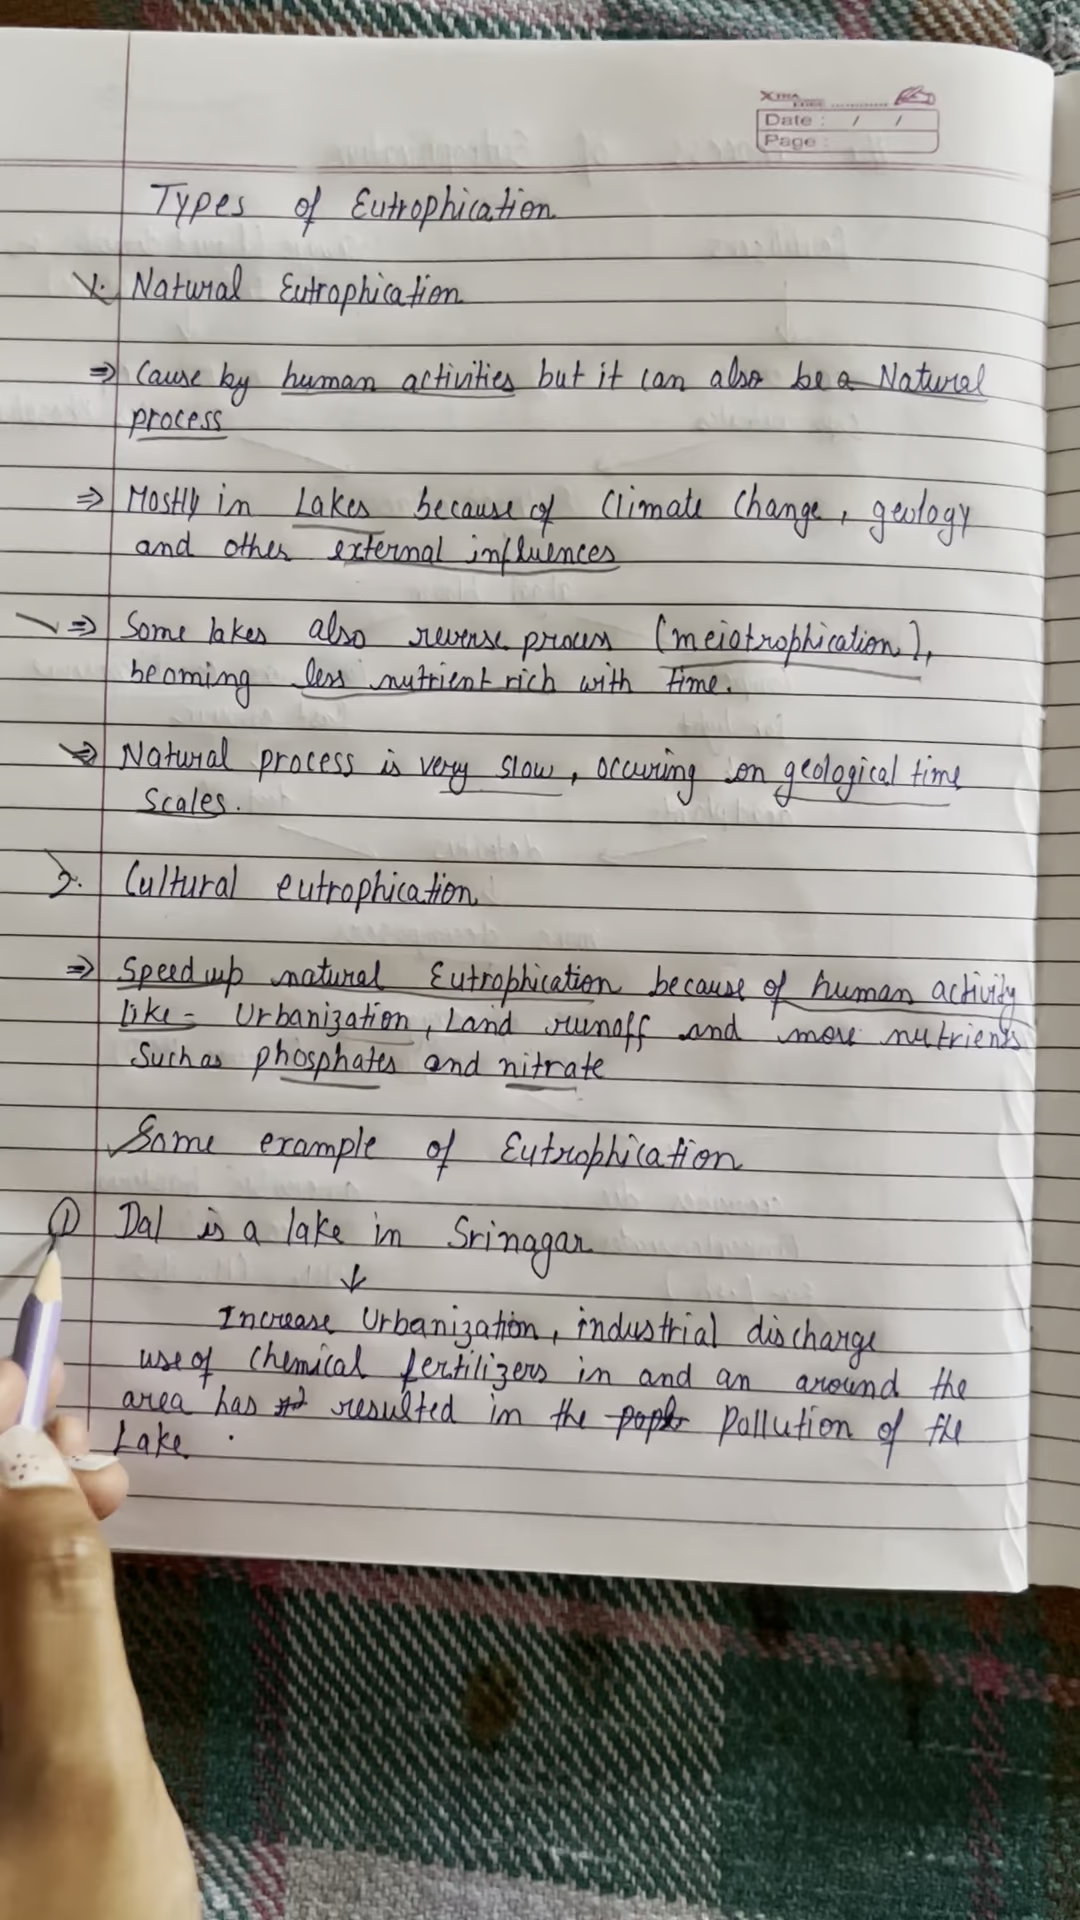 Date : / /
Page :
Types of Eutrophication
1. Natural Eutrophication
⇒ Cause by human activities but it can also be a Natural
process
⇒ Mostly in Lakes because of Climate Change, geology
and other external influences
⇒ Some lakes also reverse process (meiotrophication),
beoming less nutrient rich with time.
⇒ Natural process is very slow, occuring on geological time
Scales.
2. Cultural eutrophication
⇒ Speed up natural Eutrophication because of human activity
like - Urbanization, Land runoff and more nutrients
Such as phosphates and nitrate
Some example of Eutrophication
① Dal is a lake in Srinagar
↓
Increase Urbanization, industrial discharge
use of Chemical fertilizers in and an around the
area has resulted in the Pollution of the
Lake.